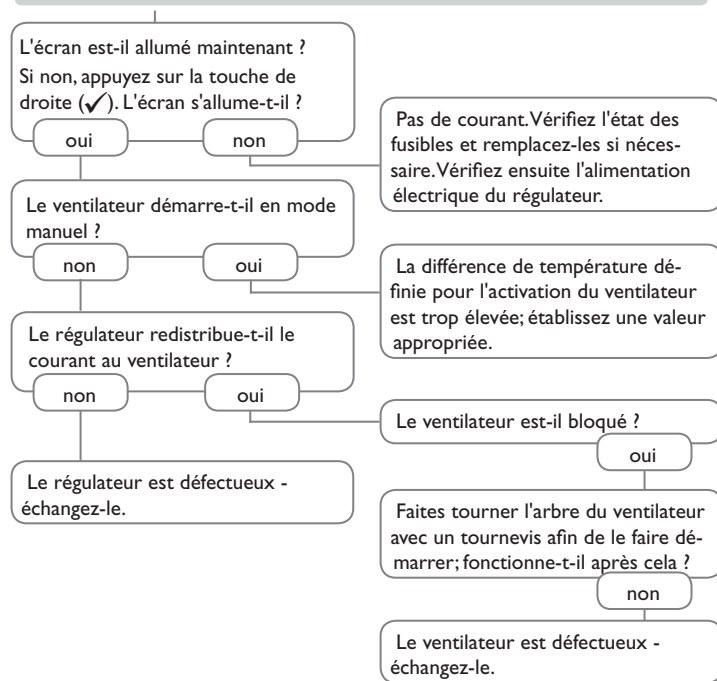 L'écran est-il allumé maintenant ?
Si non, appuyez sur la touche de
droite (✓). L'écran s'allume-t-il ?
oui
non
Pas de courant.Vérifiez l'état des
fusibles et remplacez-les si néces-
saire.Vérifiez ensuite l'alimentation
électrique du régulateur.
Le ventilateur démarre-t-il en mode
manuel ?
non
oui
La différence de température dé-
finie pour l'activation du ventilateur
est trop élevée; établissez une valeur
appropriée.
Le régulateur redistribue-t-il le
courant au ventilateur ?
non
oui
Le ventilateur est-il bloqué ?
oui
Le régulateur est défectueux -
échangez-le.
Faites tourner l'arbre du ventilateur
avec un tournevis afin de le faire dé-
marrer; fonctionne-t-il après cela ?
non
Le ventilateur est défectueux -
échangez-le.